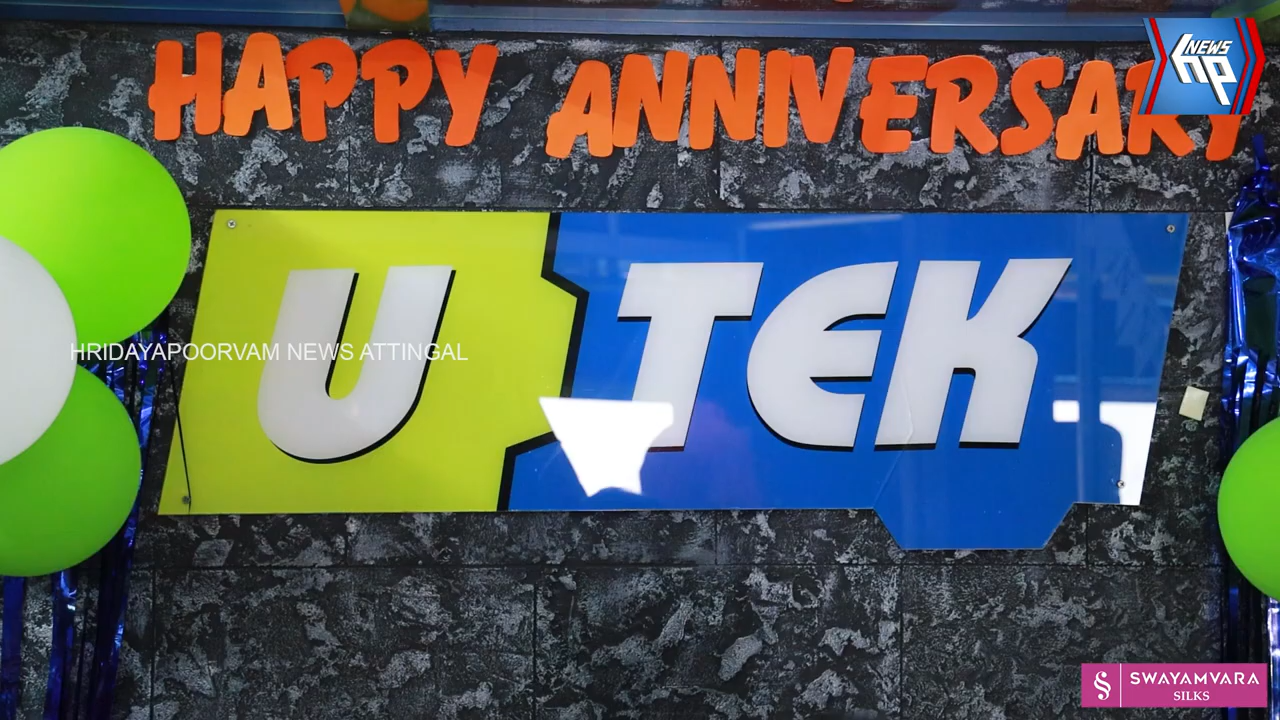 HAPPY ANNIVERSARY
NEWS
hp
U TEK
HRIDAYAPOORVAM NEWS ATTINGAL
SWAYAMVARA
SILKS